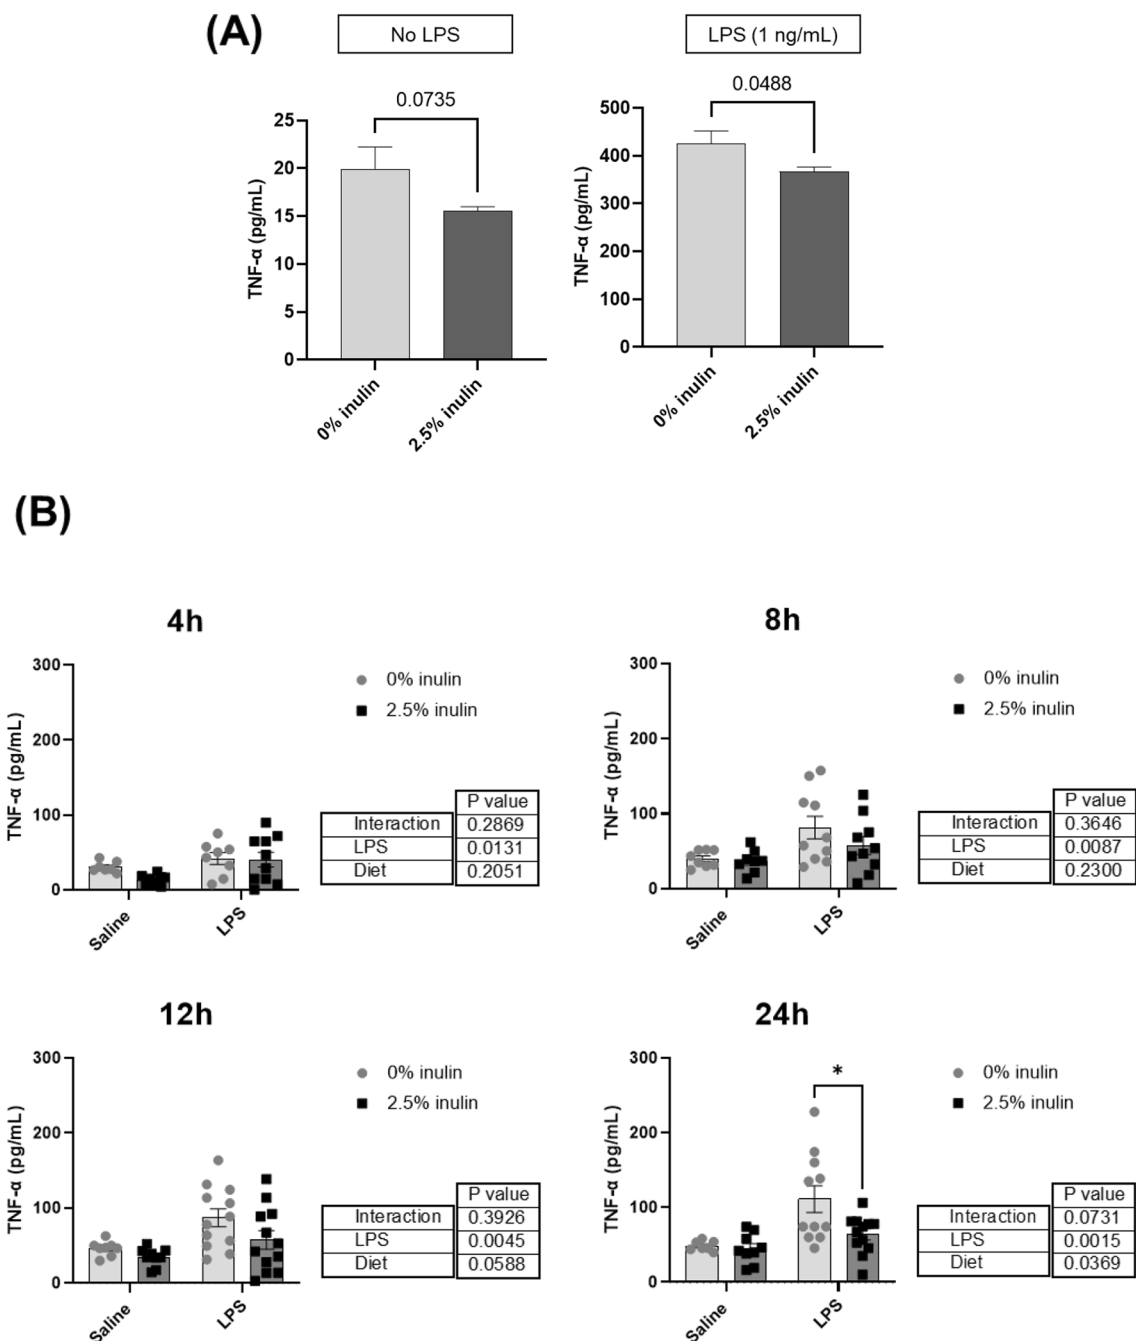 (A)
No LPS
LPS (1 ng/mL)
0.0735
0.0488
TNF-α (pg/mL)
25
20
15
10
5
0
0% inulin
2.5% inulin
TNF-α (pg/mL)
500
400
300
200
100
0
0% inulin
2.5% inulin
(B)
4h
TNF-α (pg/mL)
300
200
100
0
Saline
LPS
0% inulin
2.5% inulin
P value
Interaction 0.2869
LPS 0.0131
Diet 0.2051
8h
TNF-α (pg/mL)
300
200
100
0
Saline
LPS
0% inulin
2.5% inulin
P value
Interaction 0.3646
LPS 0.0087
Diet 0.2300
12h
TNF-α (pg/mL)
300
200
100
0
Saline
LPS
0% inulin
2.5% inulin
P value
Interaction 0.3926
LPS 0.0045
Diet 0.0588
24h
TNF-α (pg/mL)
300
200
100
0
*
Saline
LPS
0% inulin
2.5% inulin
P value
Interaction 0.0731
LPS 0.0015
Diet 0.0369